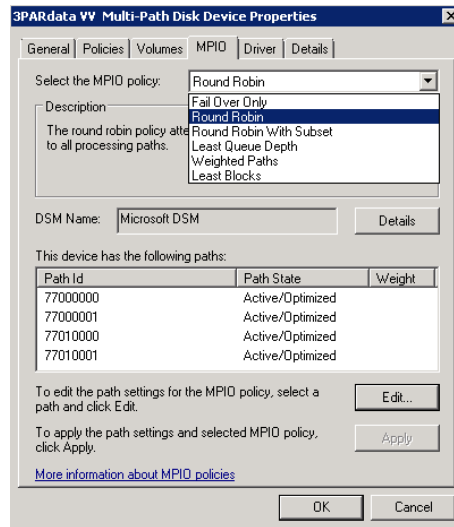 3PARdata VV Multi-Path Disk Device Properties
General Policies Volumes MPIO Driver Details
Select the MPIO policy: Round Robin
Fail Over Only
Description Round Robin
The round robin policy atte Round Robin With Subset
to all processing paths. Least Queue Depth
Weighted Paths
Least Blocks
DSM Name: Microsoft DSM Details
This device has the following paths:
Path Id Path State Weight
77000000 Active/Optimized
77000001 Active/Optimized
77010000 Active/Optimized
77010001 Active/Optimized
To edit the path settings for the MPIO policy, select a
path and click Edit. Edit...
To apply the path settings and selected MPIO policy,
click Apply. Apply
More information about MPIO policies
OK Cancel